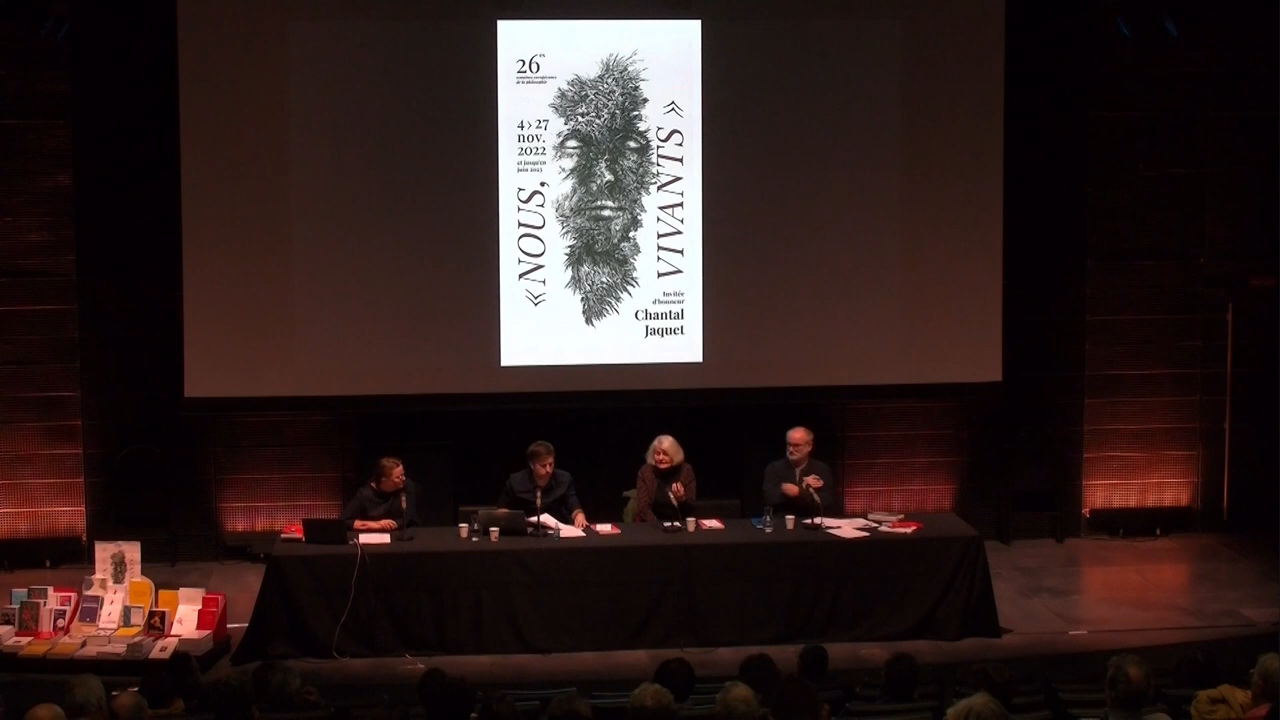 26es
semaines européennes
de la philosophie
4 › 27
nov.
2022
et jusqu'en
juin 2023
« NOUS,
VIVANTS »
Invitée
d'honneur
Chantal
Jaquet